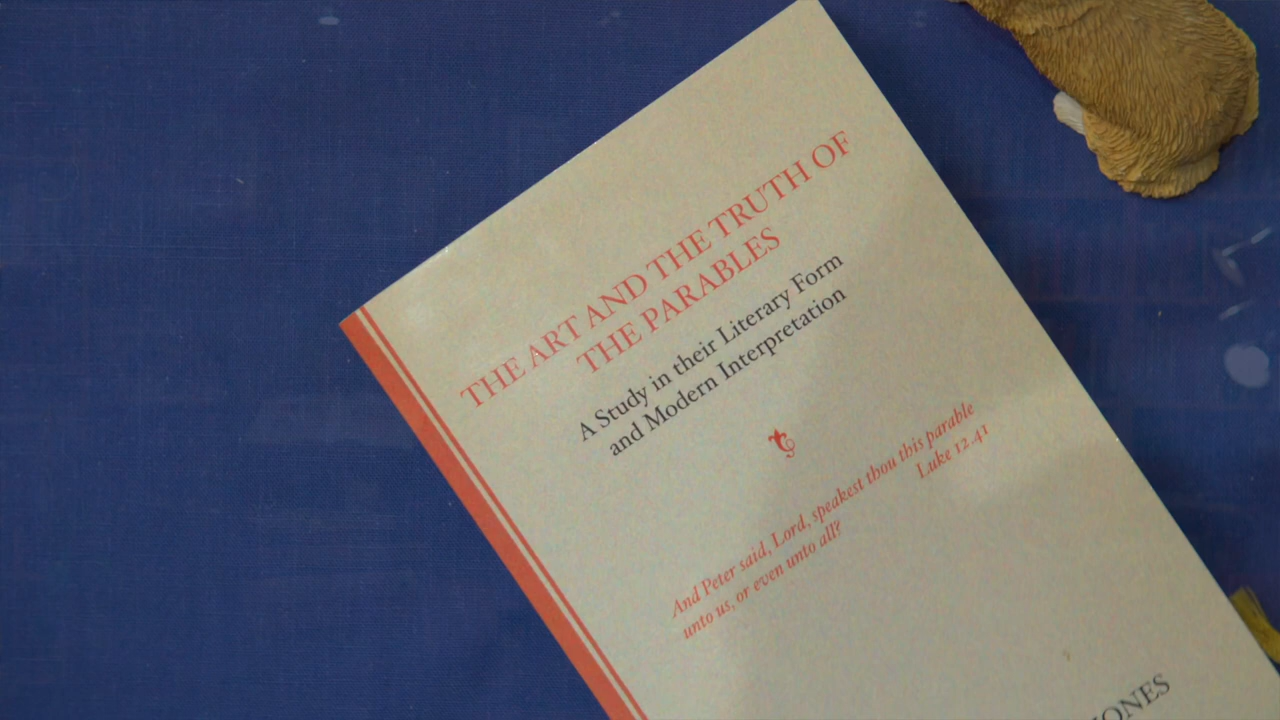 THE ART AND THE TRUTH OF
THE PARABLES
A Study in their Literary Form
and Modern Interpretation
And Peter said, Lord, speakest thou this parable
unto us, or even unto all?
Luke 12.41